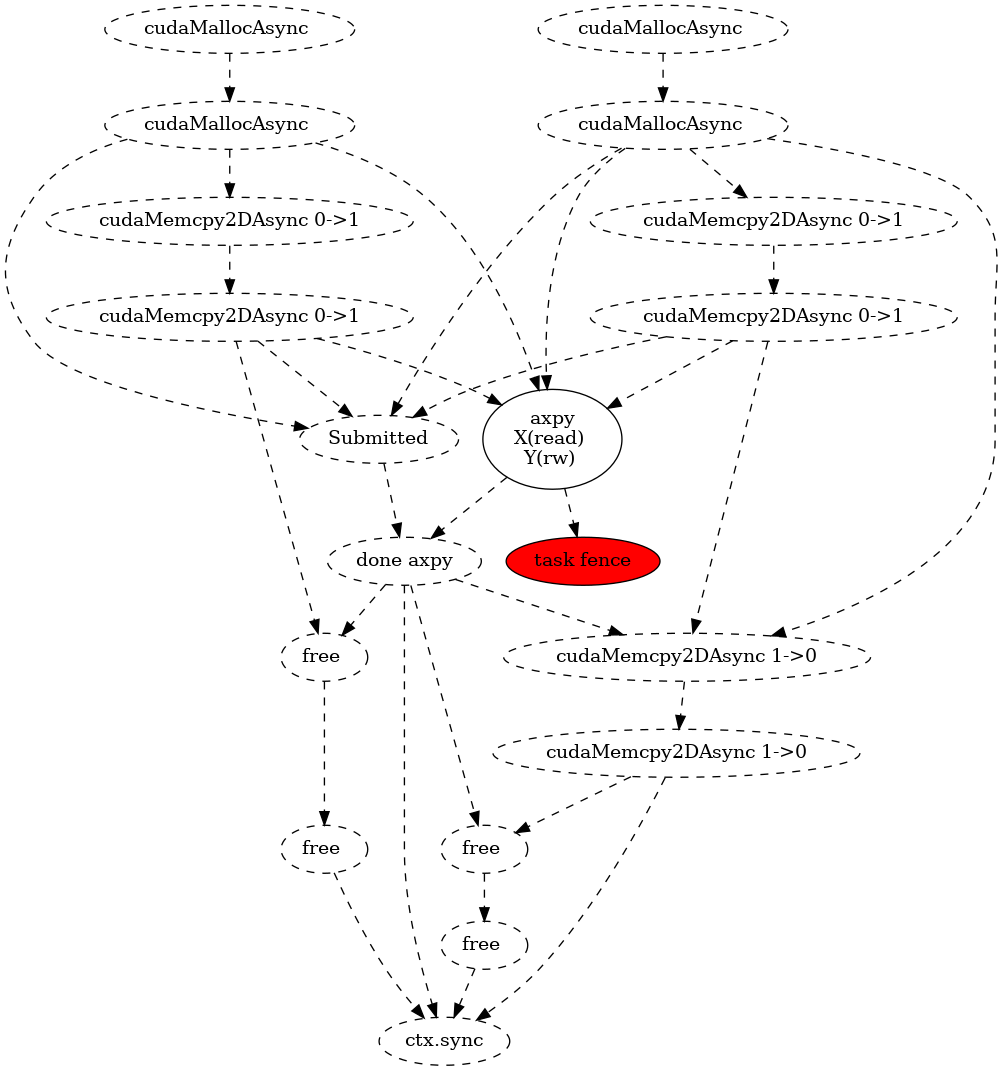 cudaMallocAsync
cudaMallocAsync
cudaMallocAsync
cudaMallocAsync
cudaMemcpy2DAsync 0->1
cudaMemcpy2DAsync 0->1
cudaMemcpy2DAsync 0->1
cudaMemcpy2DAsync 0->1
Submitted
axpy
X(read)
Y(rw)
done axpy
task fence
free
cudaMemcpy2DAsync 1->0
cudaMemcpy2DAsync 1->0
free
free
free
ctx.sync